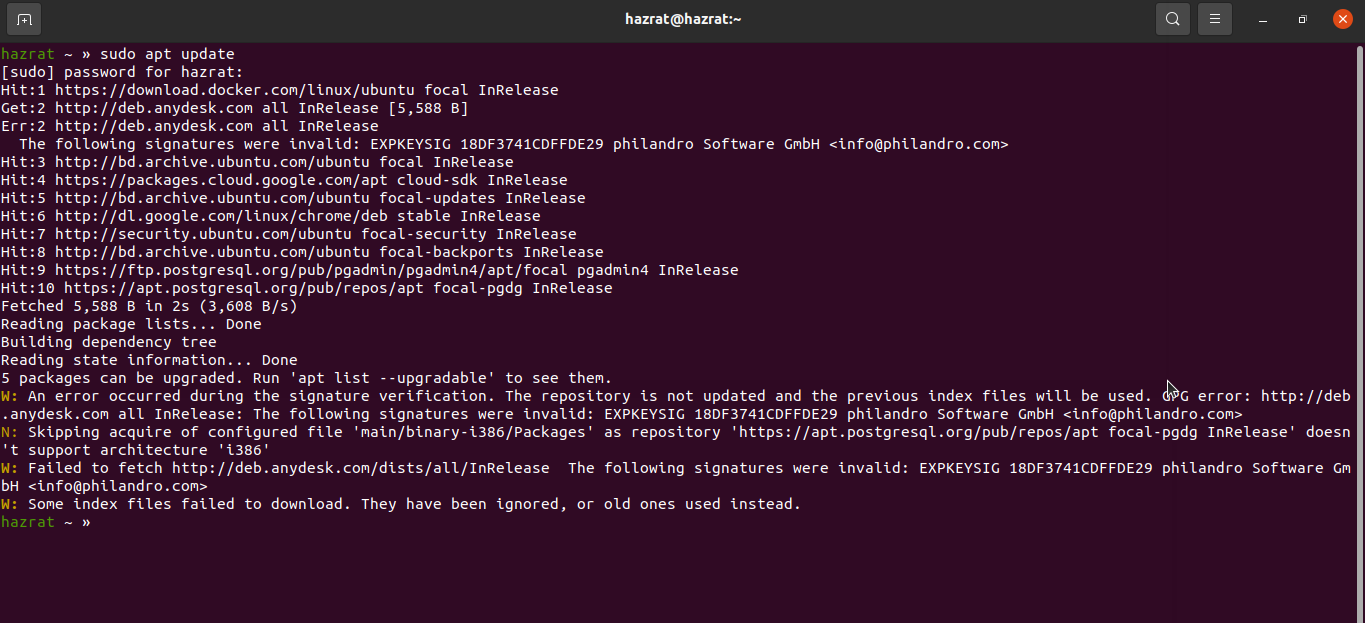 hazrat@hazrat:~
hazrat ~ » sudo apt update
[sudo] password for hazrat:
Hit:1 https://download.docker.com/linux/ubuntu focal InRelease
Get:2 http://deb.anydesk.com all InRelease [5,588 B]
Err:2 http://deb.anydesk.com all InRelease
  The following signatures were invalid: EXPKEYSIG 18DF3741CDFFDE29 philandro Software GmbH <info@philandro.com>
Hit:3 http://bd.archive.ubuntu.com/ubuntu focal InRelease
Hit:4 https://packages.cloud.google.com/apt cloud-sdk InRelease
Hit:5 http://bd.archive.ubuntu.com/ubuntu focal-updates InRelease
Hit:6 http://dl.google.com/linux/chrome/deb stable InRelease
Hit:7 http://security.ubuntu.com/ubuntu focal-security InRelease
Hit:8 http://bd.archive.ubuntu.com/ubuntu focal-backports InRelease
Hit:9 https://ftp.postgresql.org/pub/pgadmin/pgadmin4/apt/focal pgadmin4 InRelease
Hit:10 https://apt.postgresql.org/pub/repos/apt focal-pgdg InRelease
Fetched 5,588 B in 2s (3,608 B/s)
Reading package lists... Done
Building dependency tree
Reading state information... Done
5 packages can be upgraded. Run 'apt list --upgradable' to see them.
W: An error occurred during the signature verification. The repository is not updated and the previous index files will be used. GPG error: http://deb
.anydesk.com all InRelease: The following signatures were invalid: EXPKEYSIG 18DF3741CDFFDE29 philandro Software GmbH <info@philandro.com>
N: Skipping acquire of configured file 'main/binary-i386/Packages' as repository 'https://apt.postgresql.org/pub/repos/apt focal-pgdg InRelease' doesn
't support architecture 'i386'
W: Failed to fetch http://deb.anydesk.com/dists/all/InRelease  The following signatures were invalid: EXPKEYSIG 18DF3741CDFFDE29 philandro Software Gm
bH <info@philandro.com>
W: Some index files failed to download. They have been ignored, or old ones used instead.
hazrat ~ »